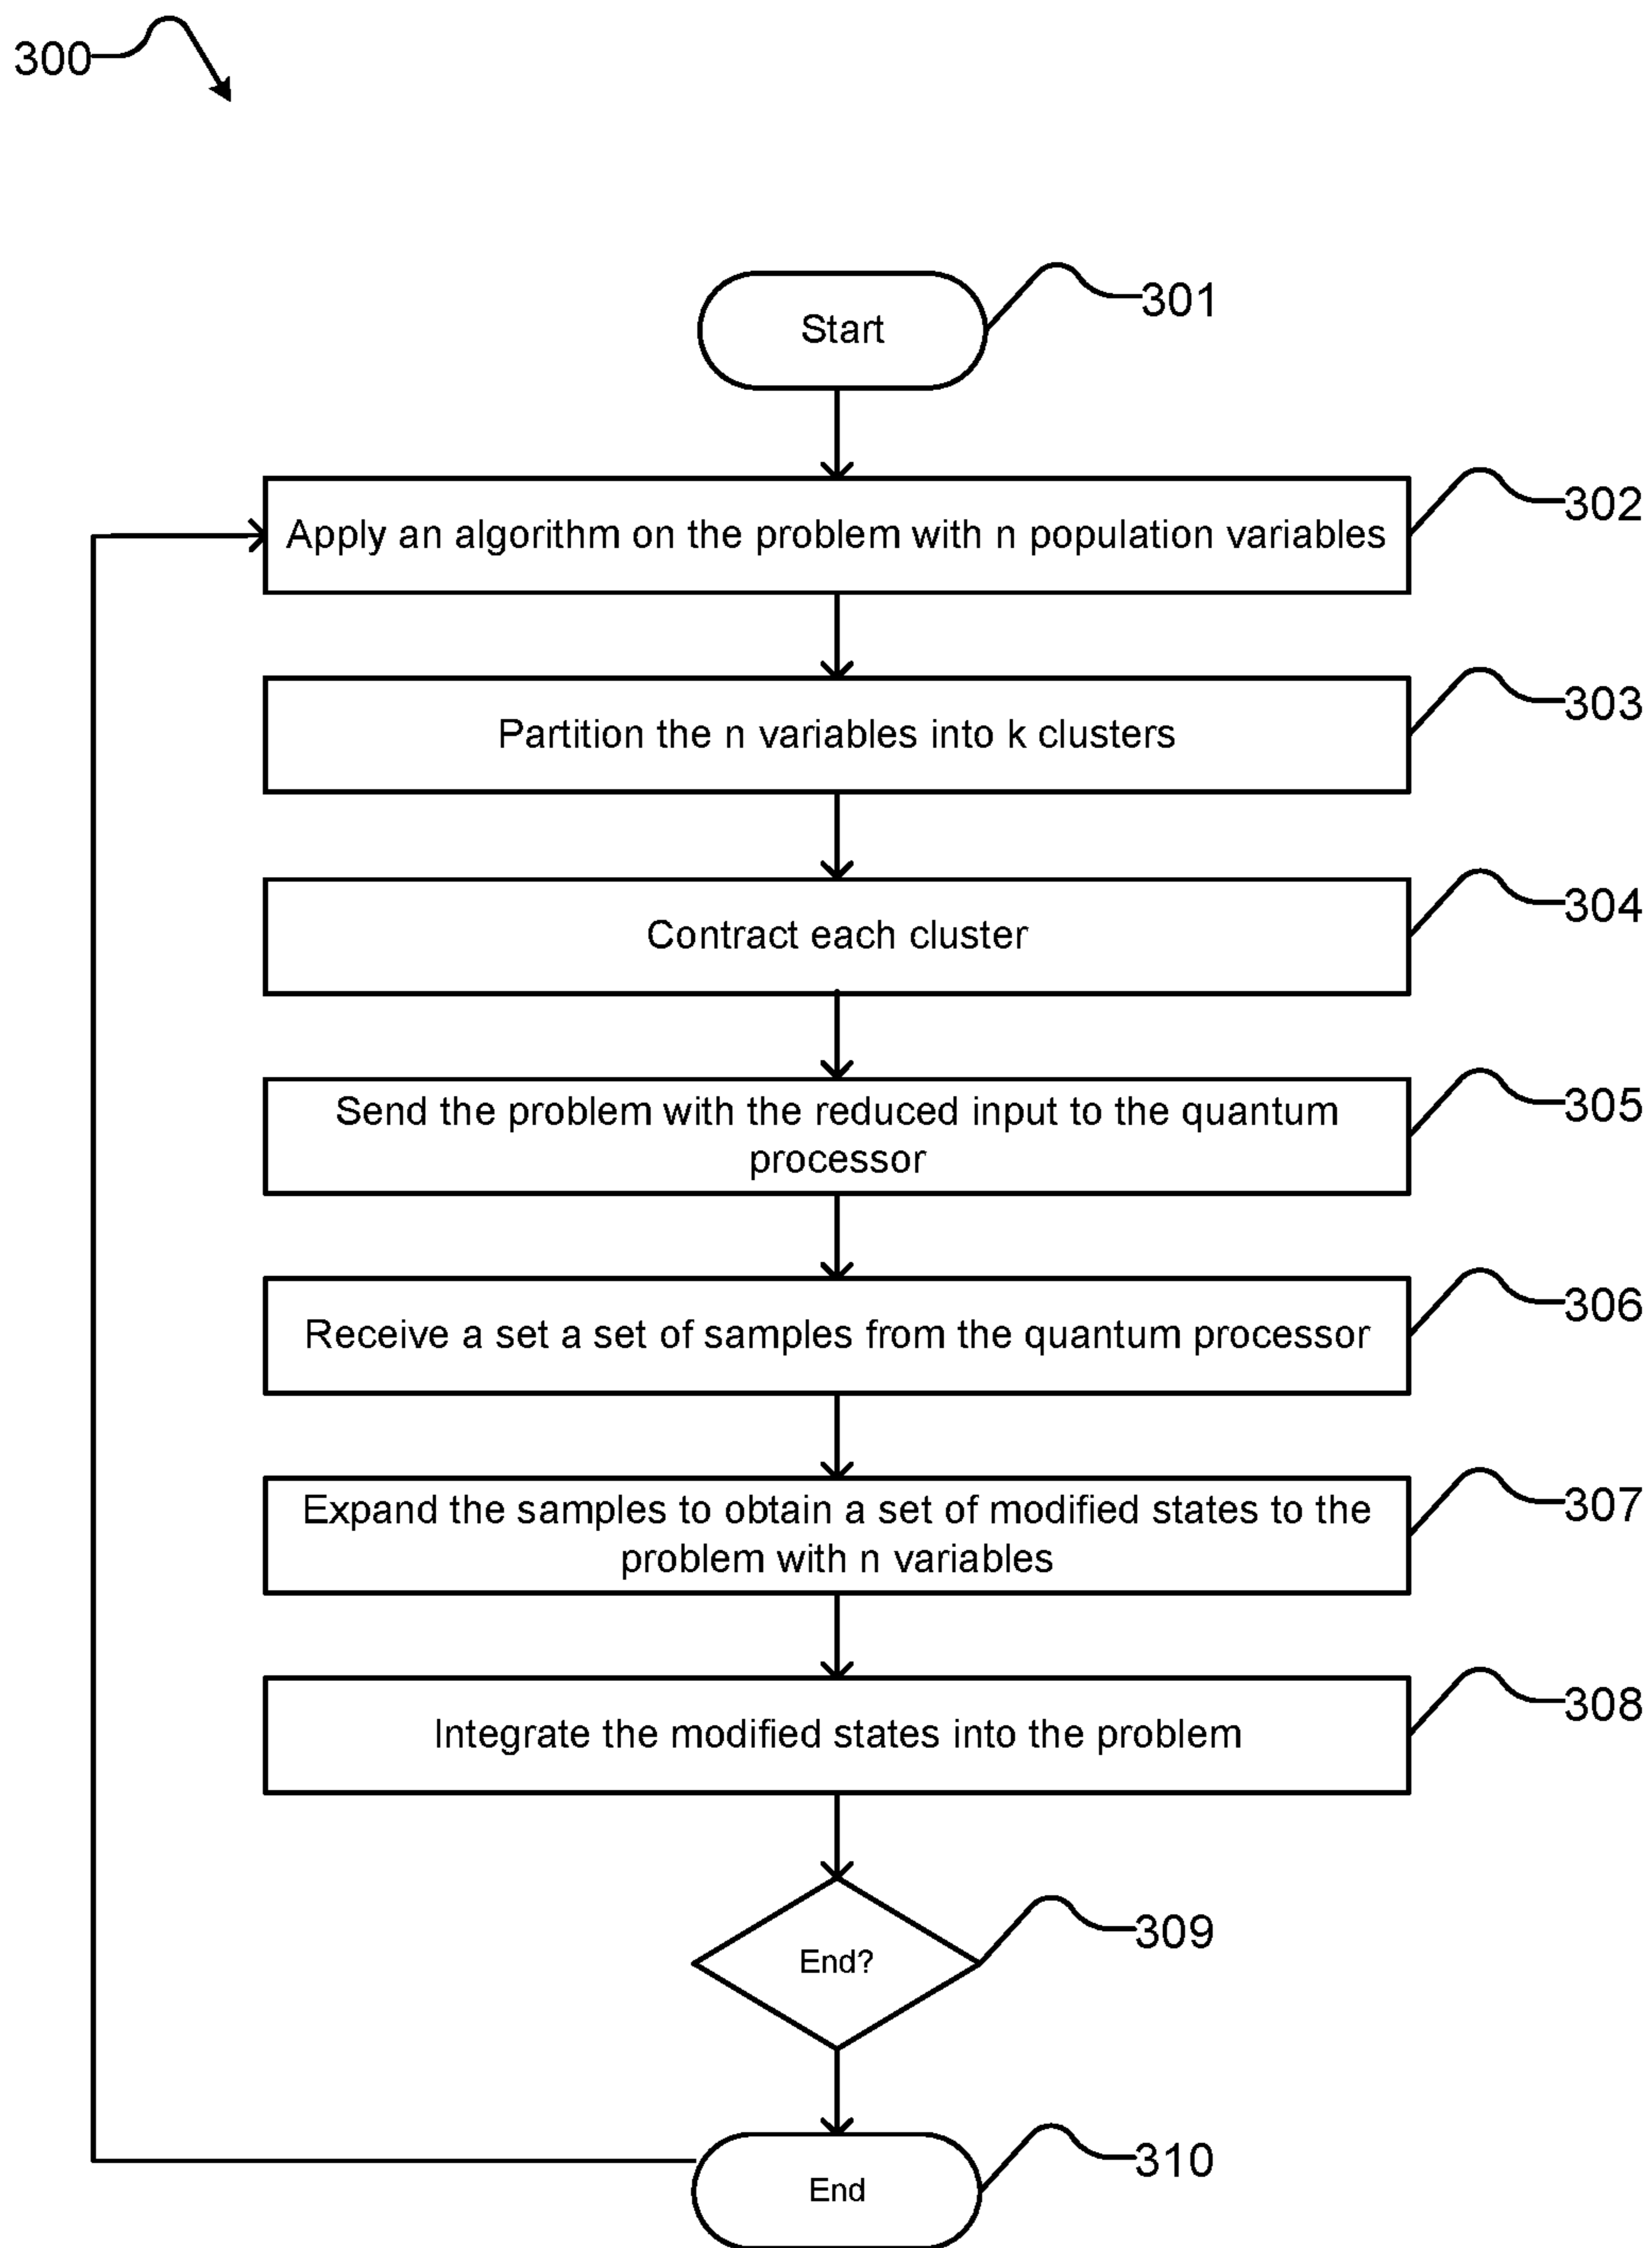 300
Start
301
Apply an algorithm on the problem with n population variables
302
Partition the n variables into k clusters
303
Contract each cluster
304
Send the problem with the reduced input to the quantum
processor
305
Receive a set a set of samples from the quantum processor
306
Expand the samples to obtain a set of modified states to the
problem with n variables
307
Integrate the modified states into the problem
308
End?
309
End
310